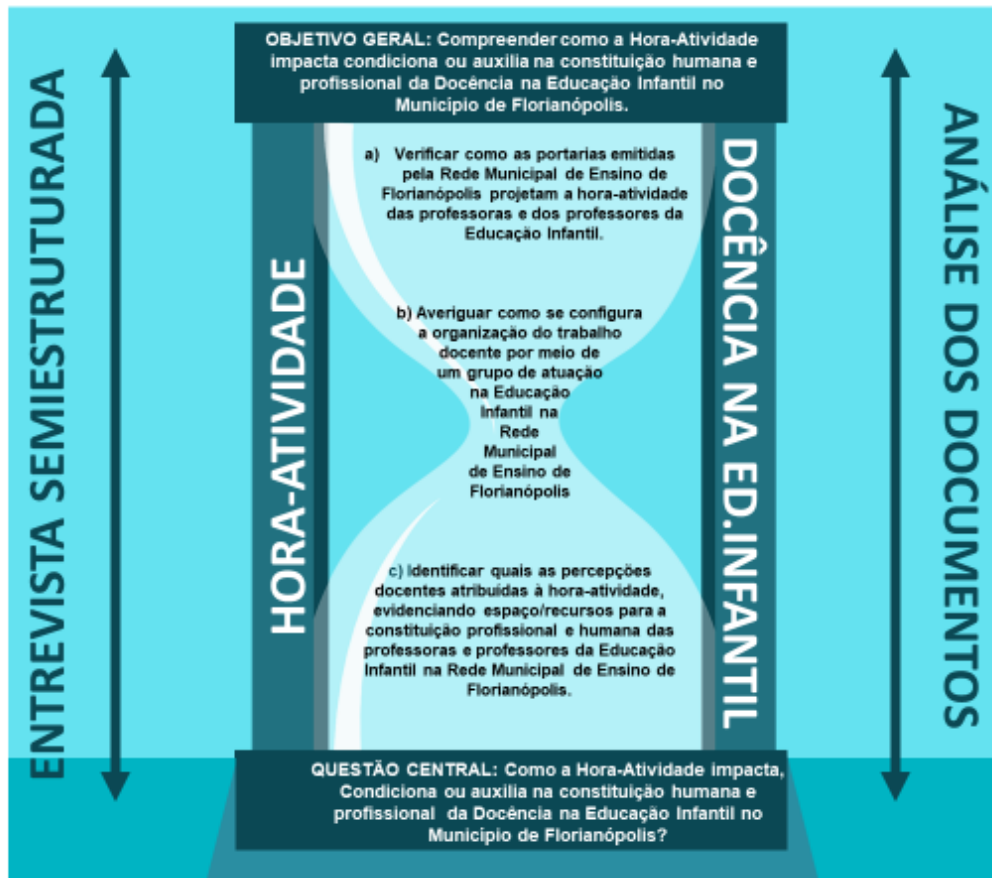 ENTREVISTA SEMIESTRUTURADA
OBJETIVO GERAL: Compreender como a Hora-Atividade
impacta condiciona ou auxilia na constituição humana e
profissional da Docência na Educação Infantil no
Município de Florianópolis.
HORA-ATIVIDADE
a) Verificar como as portarias emitidas
pela Rede Municipal de Ensino de
Florianópolis projetam a hora-atividade
das professoras e dos professores da
Educação Infantil.
b) Averiguar como se configura
a organização do trabalho
docente por meio de
um grupo de atuação
na Educação
Infantil na
Rede
Municipal
de Ensino de
Florianópolis
c) Identificar quais as percepções
docentes atribuídas à hora-atividade,
evidenciando espaço/recursos para a
constituição profissional e humana das
professoras e professores da Educação
Infantil na Rede Municipal de Ensino de
Florianópolis.
DOCÊNCIA NA ED.INFANTIL
QUESTÃO CENTRAL: Como a Hora-Atividade impacta,
Condiciona ou auxilia na constituição humana e
profissional da Docência na Educação Infantil no
Município de Florianópolis?
ANÁLISE DOS DOCUMENTOS